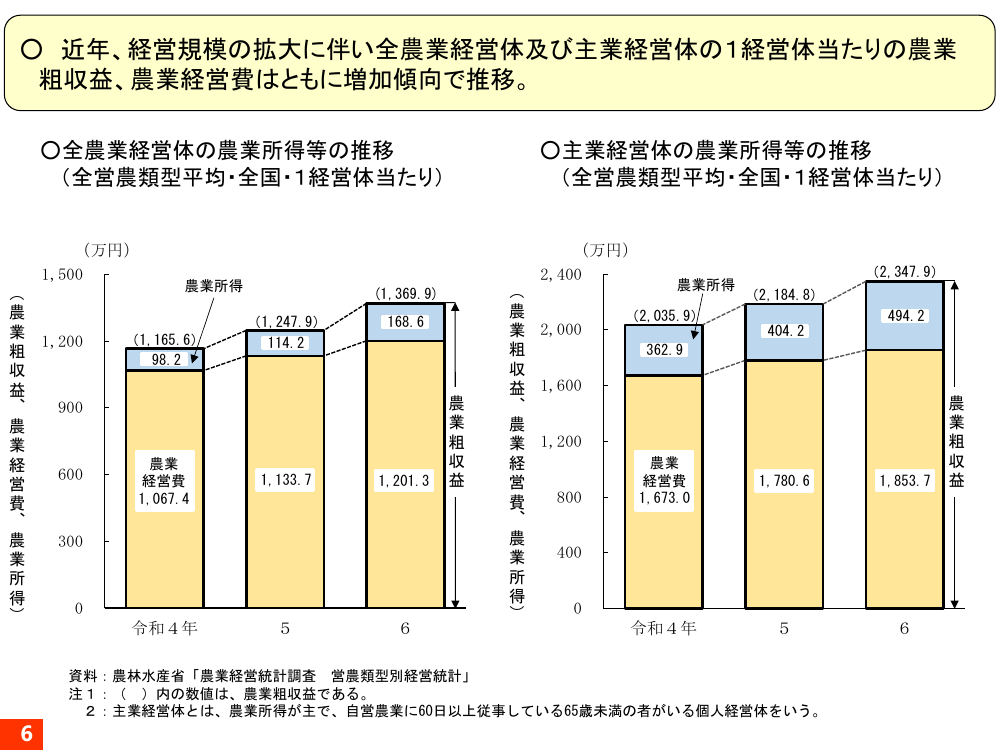 ○　近年、経営規模の拡大に伴い全農業経営体及び主業経営体の１経営体当たりの農業
粗収益、農業経営費はともに増加傾向で推移。
○全農業経営体の農業所得等の推移
（全営農類型平均・全国・１経営体当たり）
（万円）
1,500
1,200
900
600
300
0
（農業粗収益、農業経営費、農業所得）
農業所得
(1,165.6)
98.2
農業
経営費
1,067.4
(1,247.9)
114.2
1,133.7
(1,369.9)
168.6
1,201.3
農業粗収益
令和４年
５
６
○主業経営体の農業所得等の推移
（全営農類型平均・全国・１経営体当たり）
（万円）
2,400
2,000
1,600
1,200
800
400
0
（農業粗収益、農業経営費、農業所得）
農業所得
(2,035.9)
362.9
農業
経営費
1,673.0
(2,184.8)
404.2
1,780.6
(2,347.9)
494.2
1,853.7
農業粗収益
令和４年
５
６
資料：農林水産省「農業経営統計調査　営農類型別経営統計」
注１：（　）内の数値は、農業粗収益である。
２：主業経営体とは、農業所得が主で、自営農業に60日以上従事している65歳未満の者がいる個人経営体をいう。
6